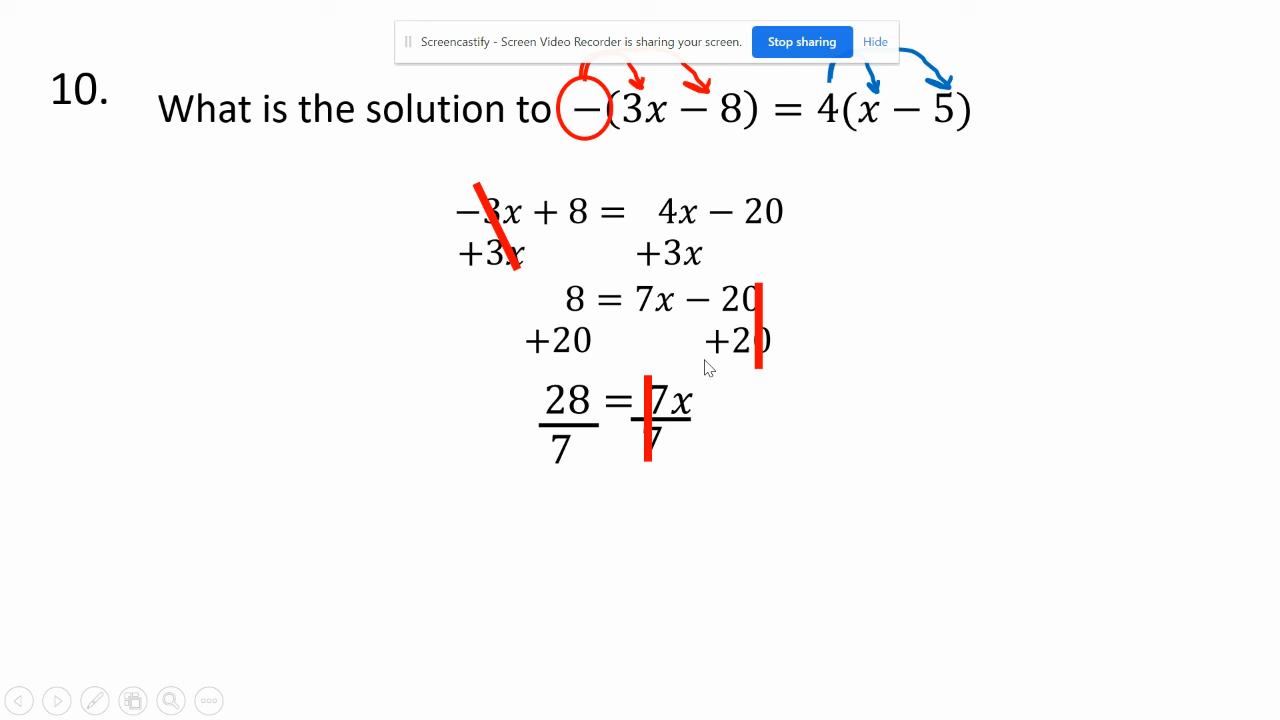 Screencastify - Screen Video Recorder is sharing your screen. Stop sharing Hide
10. What is the solution to −(3x − 8) = 4(x − 5)
−3x + 8 = 4x − 20
+3x +3x
8 = 7x − 20
+20 +20
28 = 7x
7 7